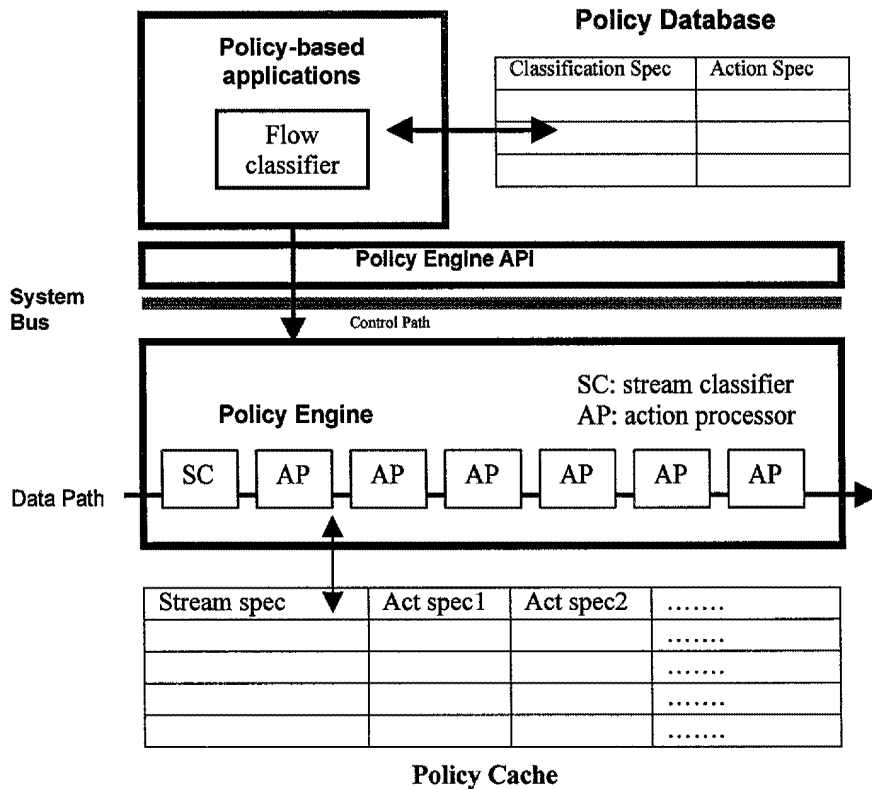 Policy Database
Policy-based
applications
Classification Spec Action Spec
Flow
classifier
Policy Engine API
System
Bus
Control Path
SC: stream classifier
AP: action processor
Policy Engine
SC AP AP AP AP AP AP
Data Path
Stream spec Act spec1 Act spec2 .......
.......
.......
.......
.......
Policy Cache